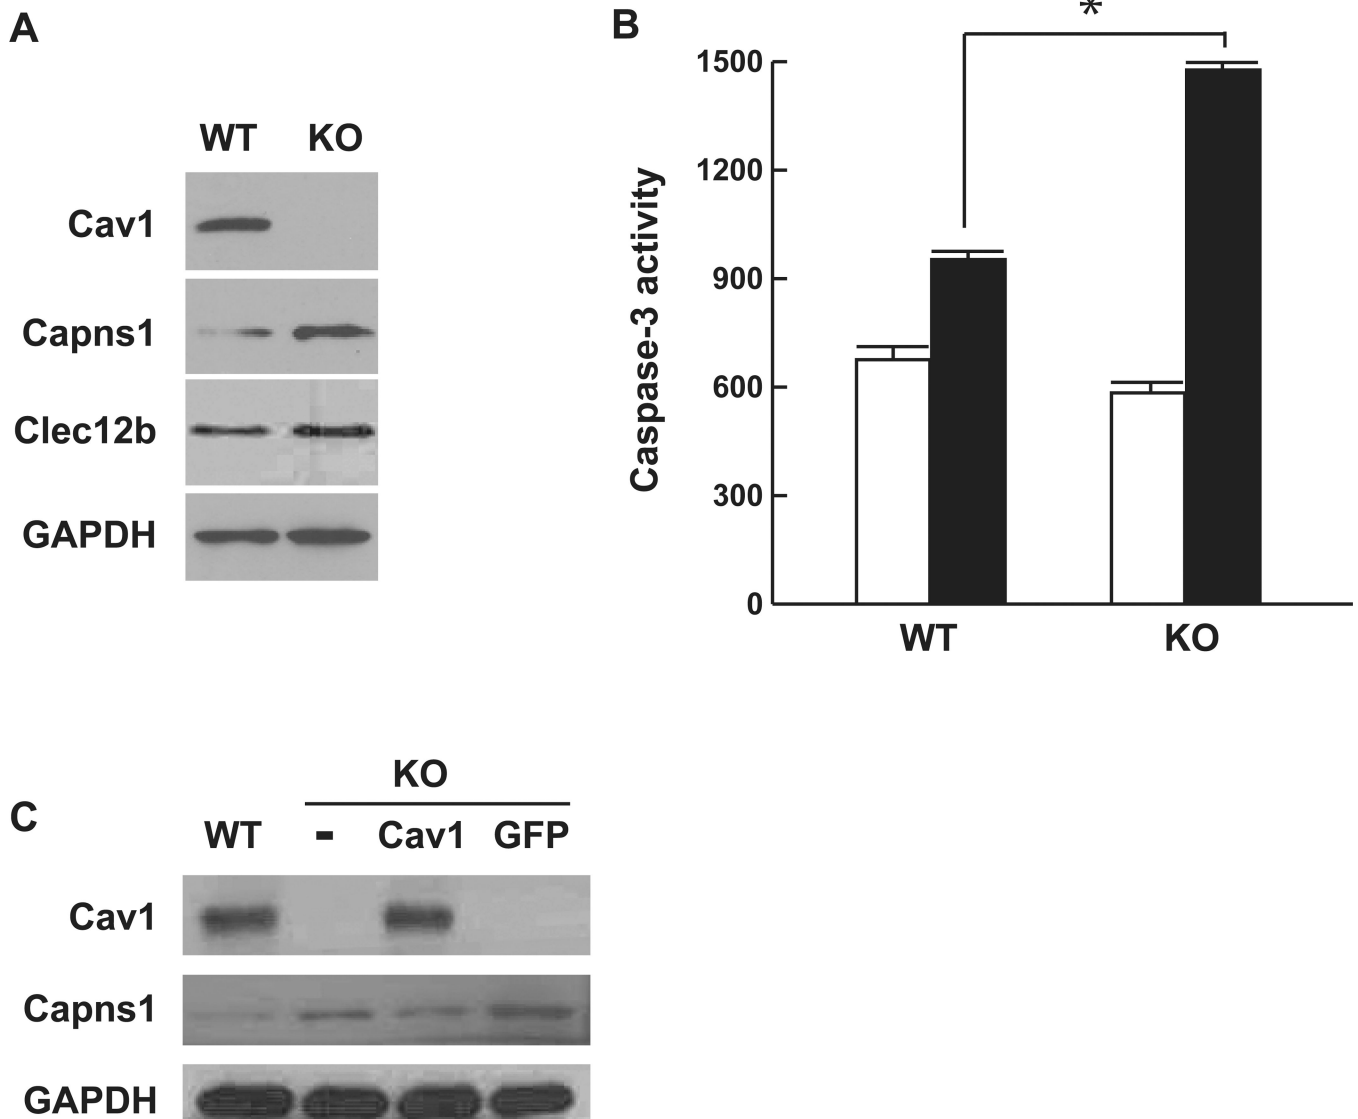 A
WT KO
Cav1
Capns1
Clec12b
GAPDH
B
*
1500
1200
900
600
300
0
Caspase-3 activity
WT KO
C
KO
WT - Cav1 GFP
Cav1
Capns1
GAPDH